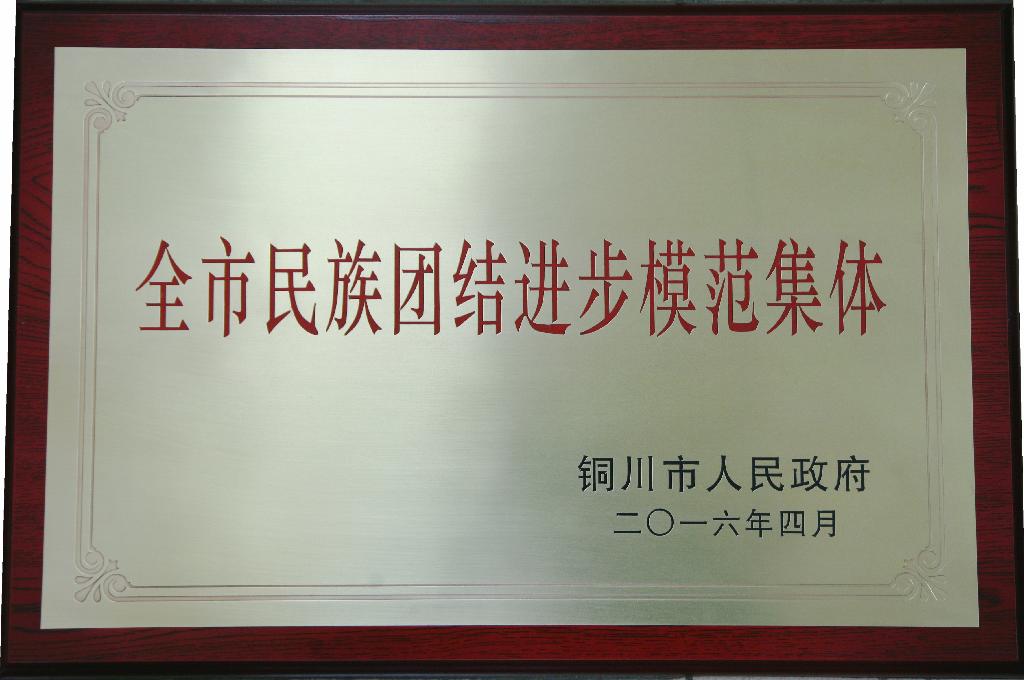 全市民族团结进步模范集体
铜川市人民政府
二〇一六年四月